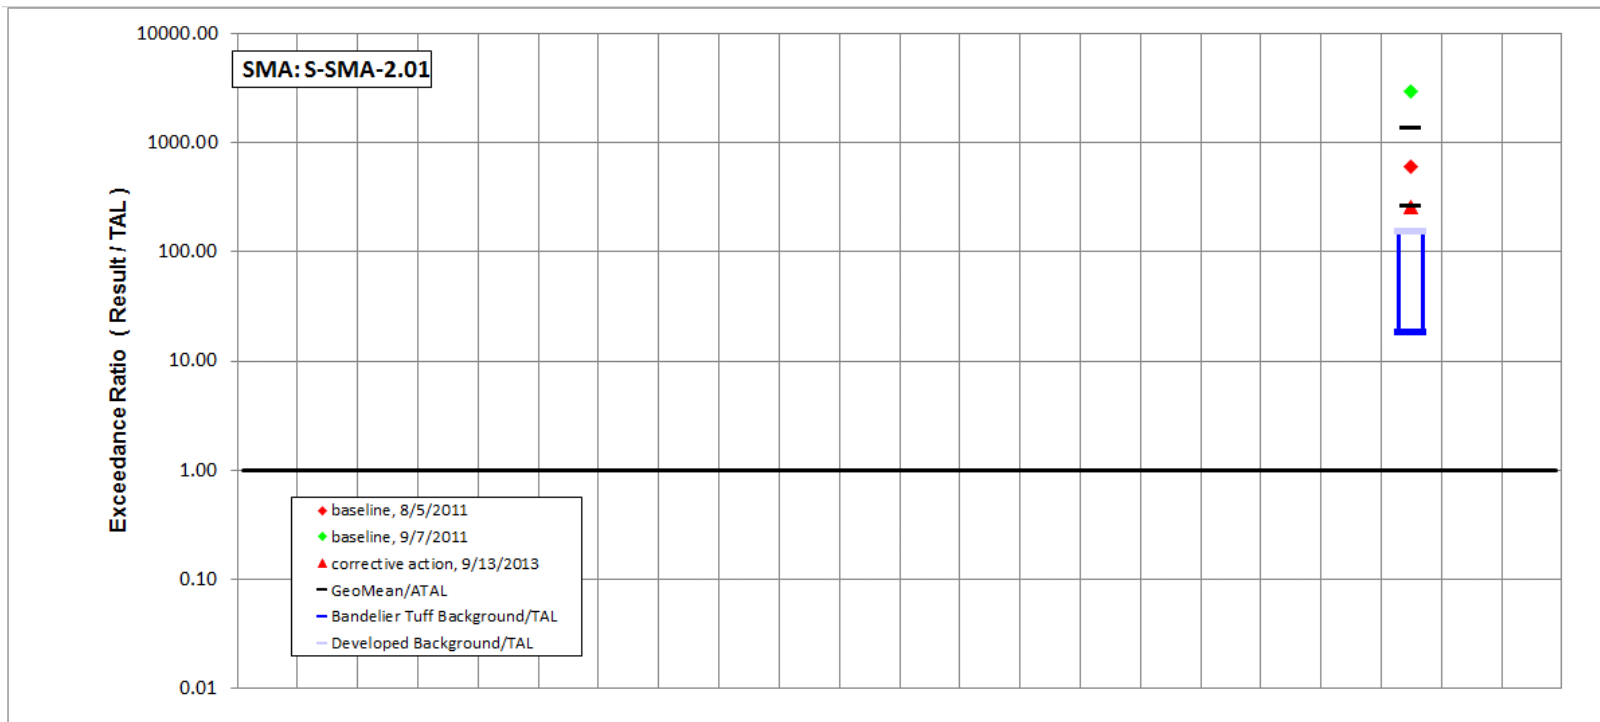 10000.00
SMA: S-SMA-2.01
1000.00
100.00
10.00
1.00
0.10
0.01
Exceedance Ratio ( Result / TAL )
baseline, 8/5/2011
baseline, 9/7/2011
corrective action, 9/13/2013
GeoMean/ATAL
Bandelier Tuff Background/TAL
Developed Background/TAL